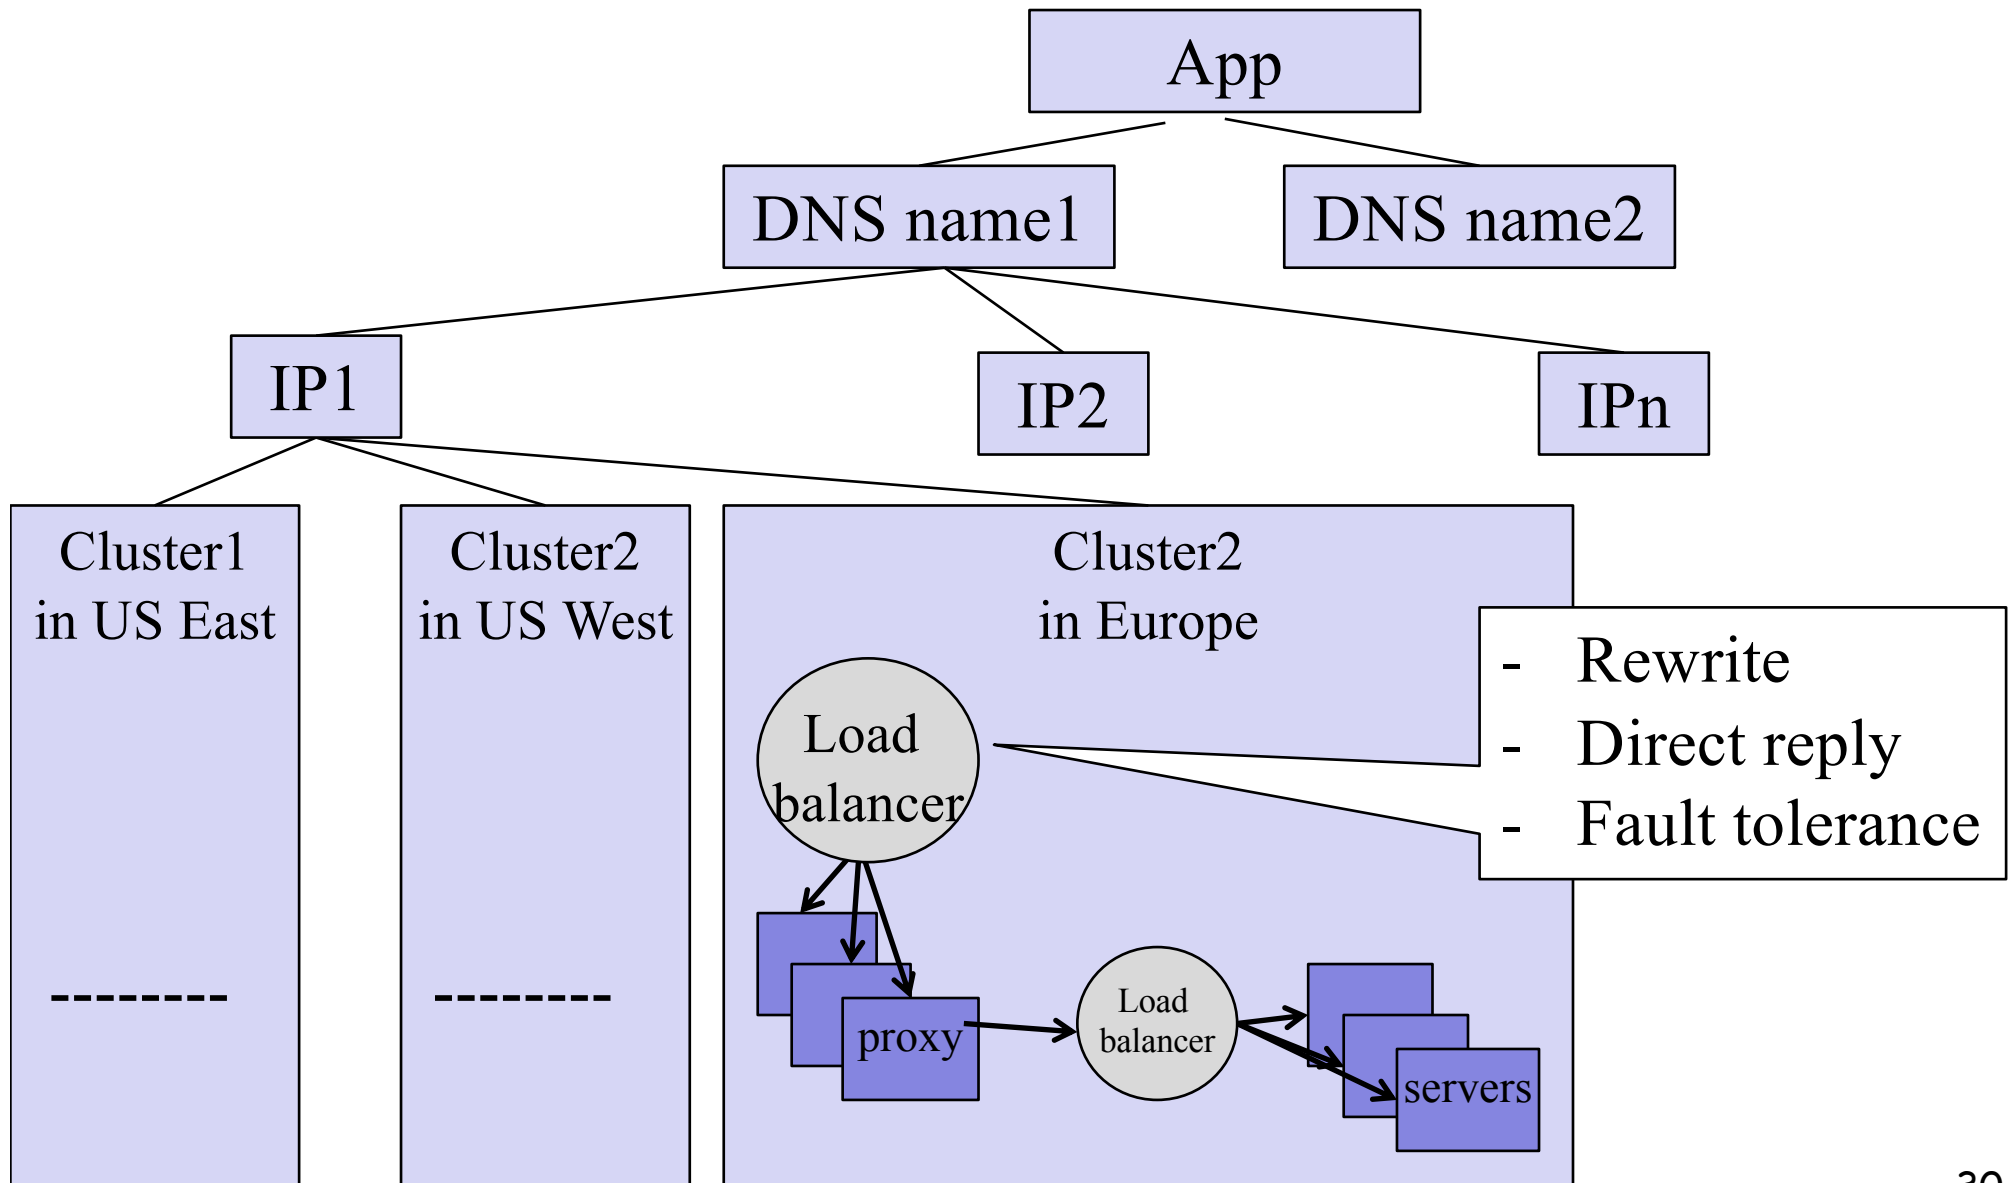 App
DNS name1
DNS name2
IP1
IP2
IPn
Cluster1
in US East
Cluster2
in US West
Cluster2
in Europe
- Rewrite
- Direct reply
- Fault tolerance
Load
balancer
proxy
Load
balancer
servers